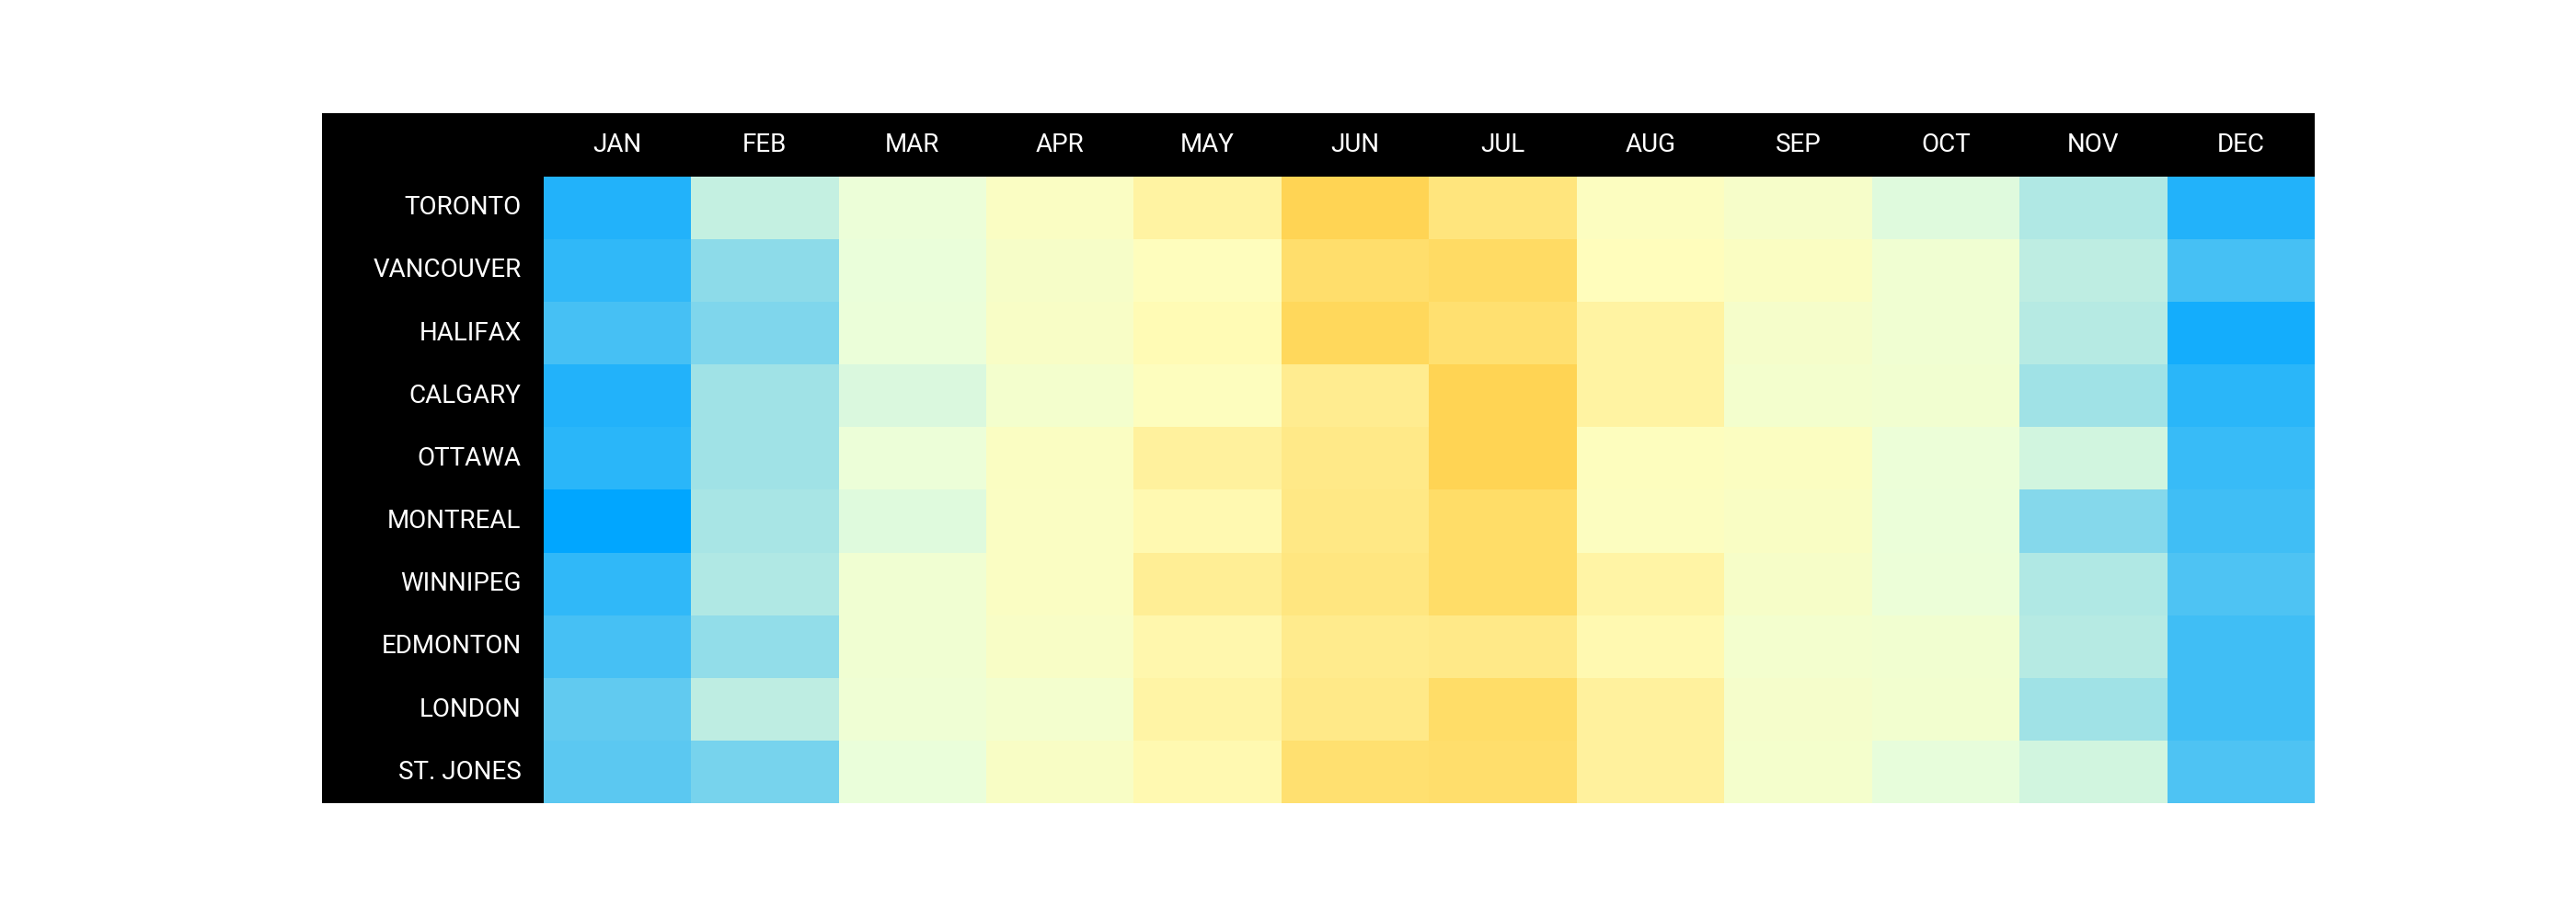 JAN FEB MAR APR MAY JUN JUL AUG SEP OCT NOV DEC
TORONTO
VANCOUVER
HALIFAX
CALGARY
OTTAWA
MONTREAL
WINNIPEG
EDMONTON
LONDON
ST. JONES